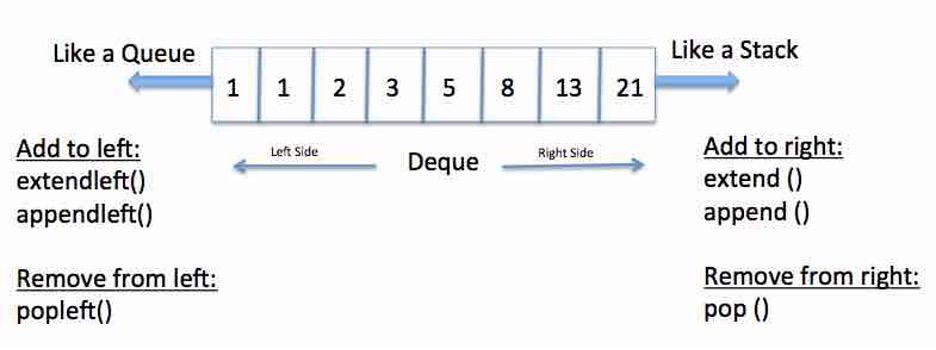 Like a Queue
Like a Stack
1 1 2 3 5 8 13 21
Left Side
Deque
Right Side
Add to left:
extendleft()
appendleft()
Remove from left:
popleft()
Add to right:
extend ()
append ()
Remove from right:
pop ()